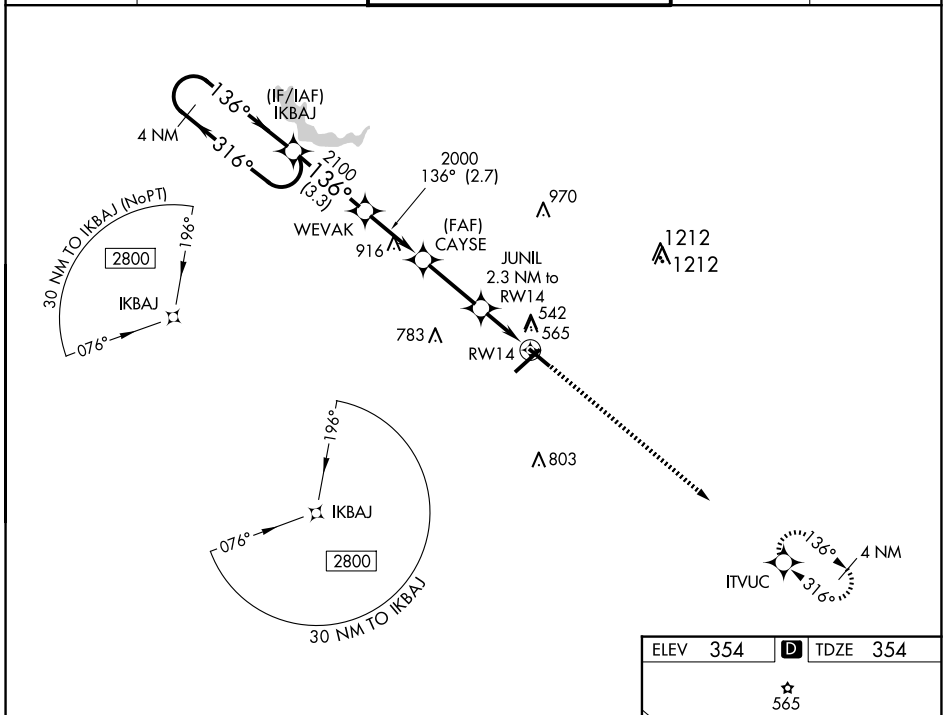 136°
(IF/IAF)
IKBAJ
4 NM
316°
2100
136°
(3.3)
2000
136° (2.7)
WEVAK
970
916
(FAF)
CAYSE
1212
1212
JUNIL
2.3 NM to
RW14
542
565
783
RW14
803
30 NM TO IKBAJ (NoPT)
196°
2800
IKBAJ
076°
196°
IKBAJ
076°
2800
30 NM TO IKBAJ
136°
4 NM
ITVUC
316°
ELEV 354 D TDZE 354
565